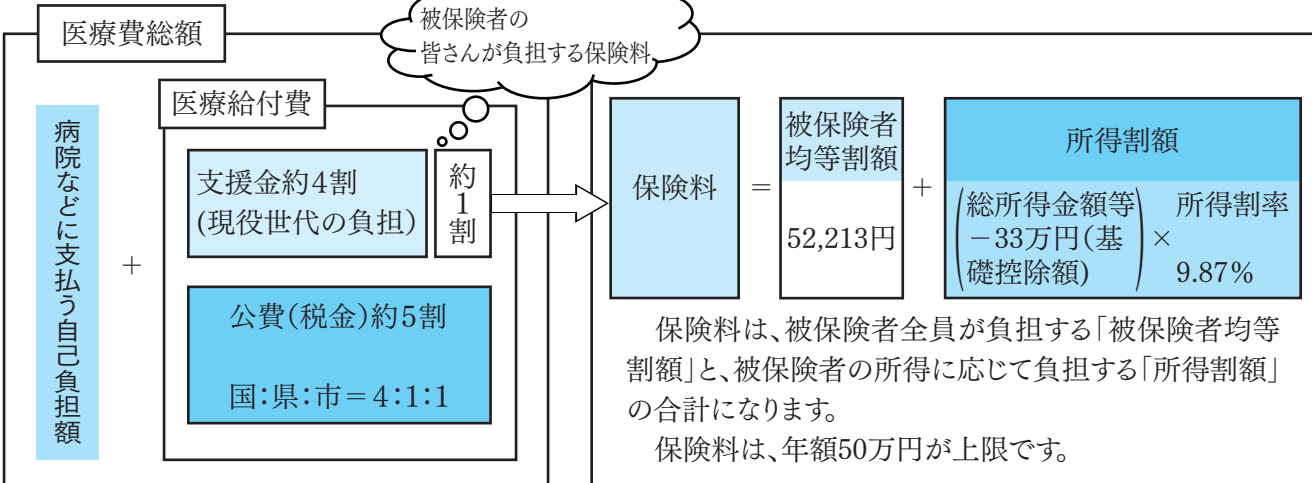 医療費総額
被保険者の
皆さんが負担する保険料
病院などに支払う自己負担額
+
医療給付費
支援金約4割
(現役世代の負担)
約1割
公費(税金)約5割
国:県:市=4:1:1
保険料
=
被保険者
均等割額
52,213円
+
所得割額
(総所得金額等
-33万円(基
礎控除額))
×
所得割率
9.87%
保険料は、被保険者全員が負担する「被保険者均等
割額」と、被保険者の所得に応じて負担する「所得割額」
の合計になります。
保険料は、年額50万円が上限です。